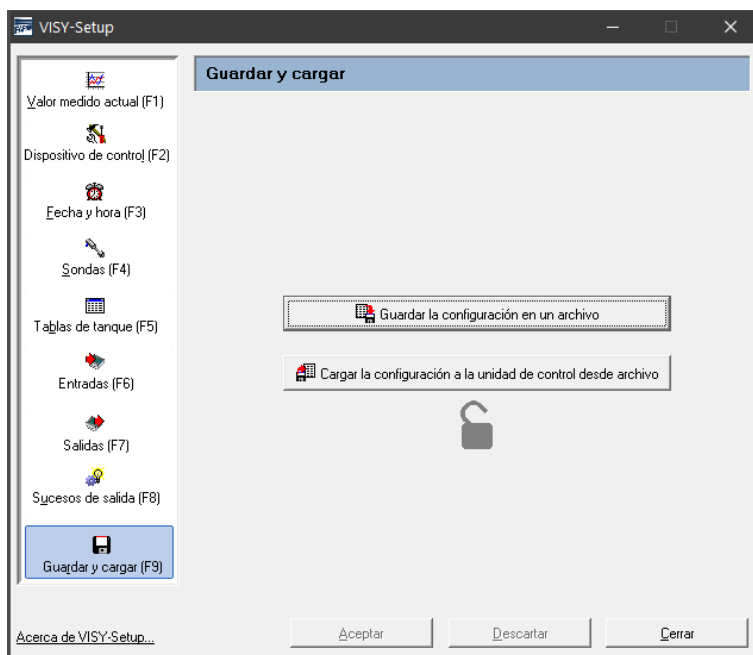 VISY-Setup
Guardar y cargar
Valor medido actual (F1)
Dispositivo de control (F2)
Fecha y hora (F3)
Sondas (F4)
Tablas de tanque (F5)
Entradas (F6)
Salidas (F7)
Sucesos de salida (F8)
Guardar y cargar (F9)
Guardar la configuración en un archivo
Cargar la configuración a la unidad de control desde archivo
Acerca de VISY-Setup...
Aceptar
Descartar
Cerrar